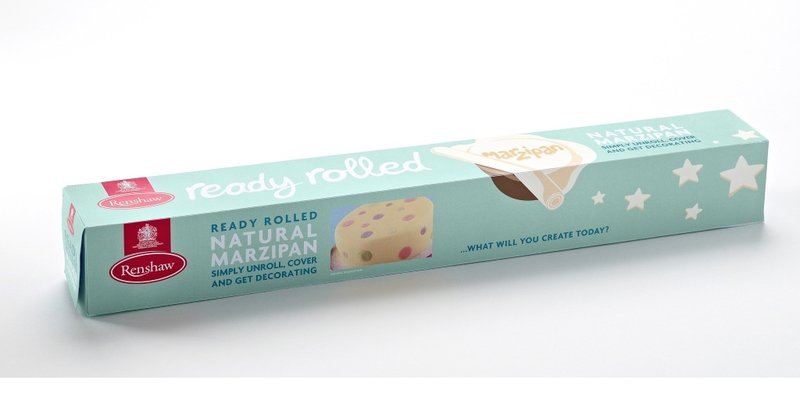 Renshaw
ready rolled
Marzipan
NATURAL
MARZIPAN
SIMPLY UNROLL, COVER
AND GET DECORATING
Renshaw
READY ROLLED
NATURAL
MARZIPAN
SIMPLY UNROLL, COVER
AND GET DECORATING
...WHAT WILL YOU CREATE TODAY?